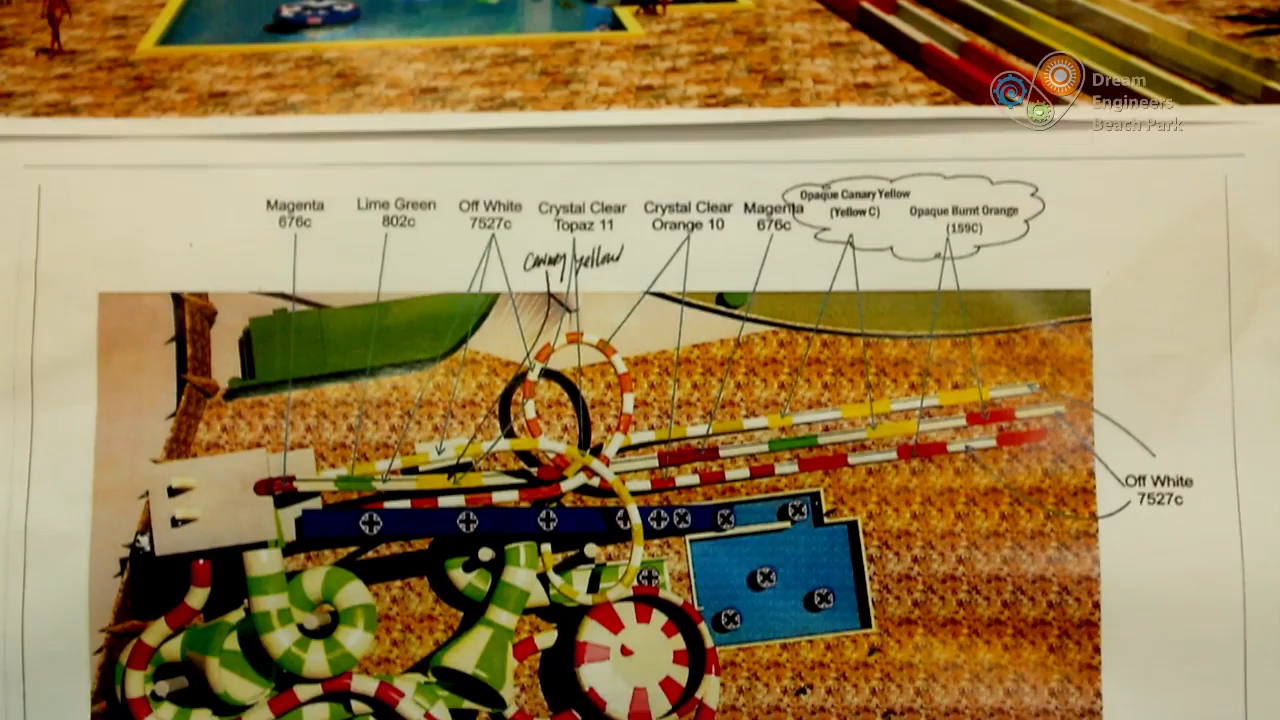 Dream
Engineers
Beach Park
Magenta
676c
Lime Green
802c
Off White
7527c
Crystal Clear
Topaz 11
Crystal Clear
Orange 10
Magenta
676c
Opaque Canary Yellow
(Yellow C)
Opaque Burnt Orange
(159C)
canary yellow
Off White
7527c